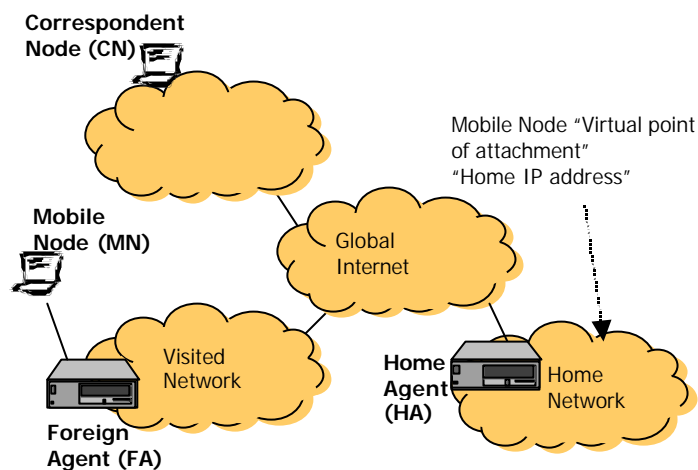 Correspondent
Node (CN)
Mobile Node “Virtual point
of attachment”
“Home IP address”
Mobile
Node (MN)
Global
Internet
Visited
Network
Home
Agent
(HA)
Home
Network
Foreign
Agent (FA)